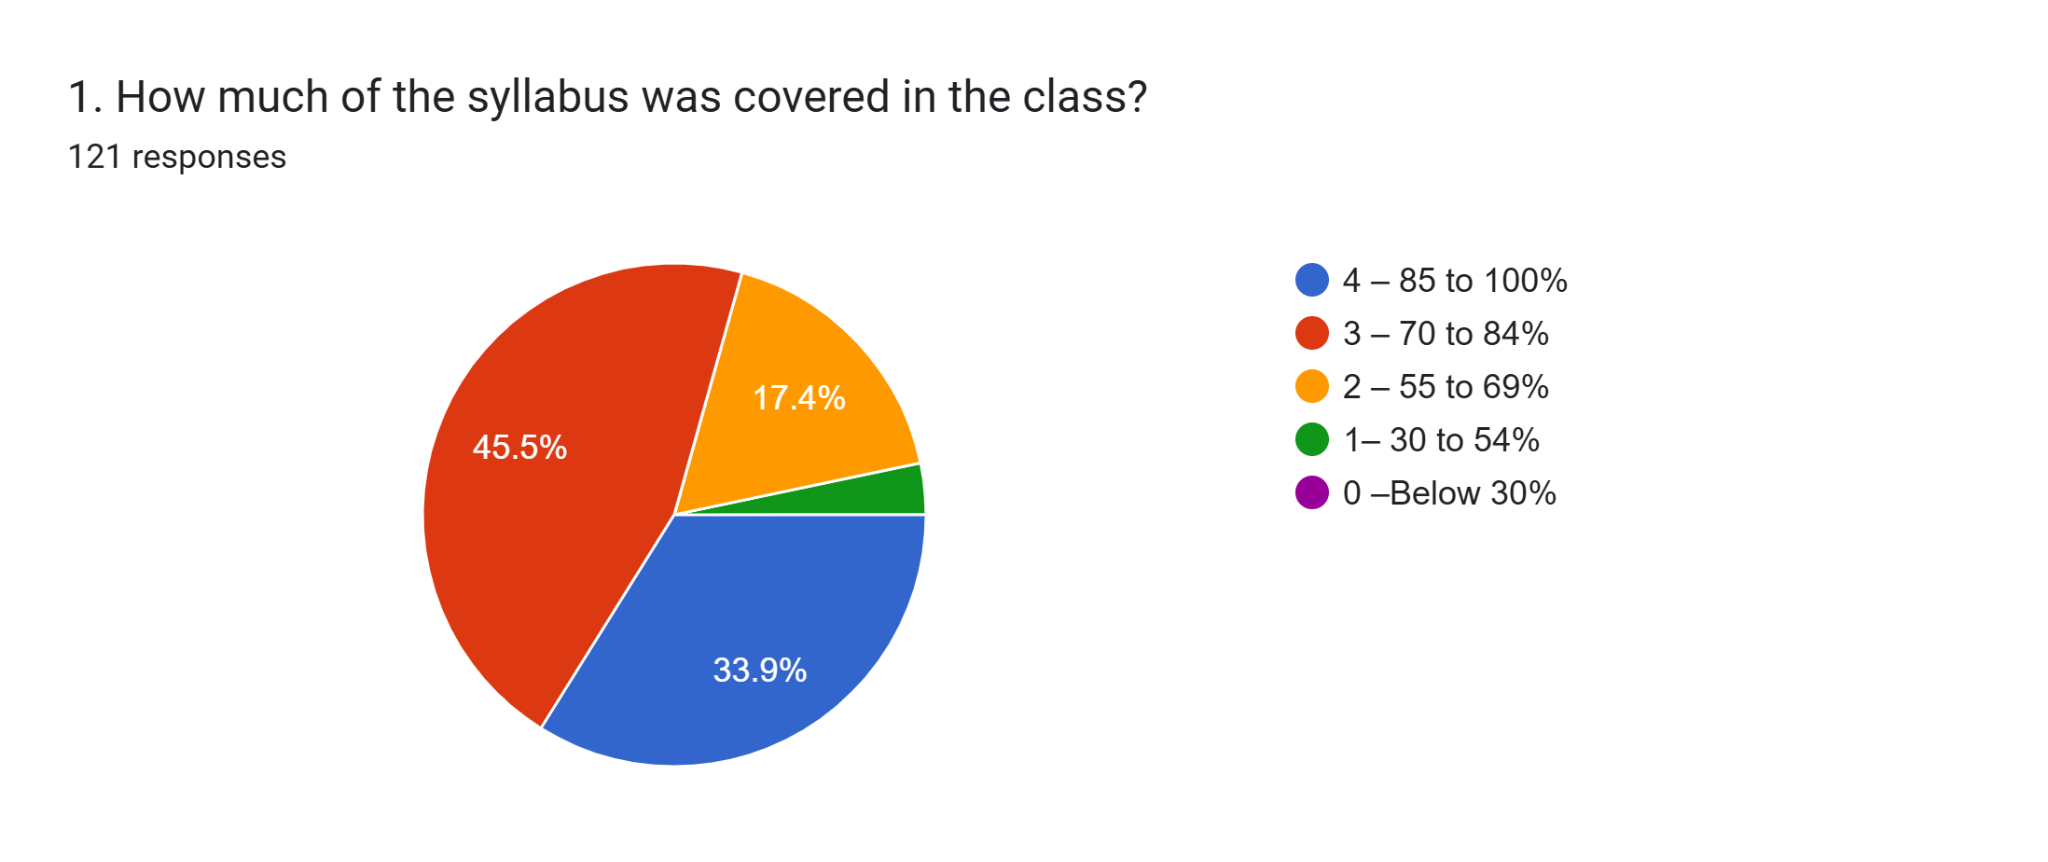 1. How much of the syllabus was covered in the class?
121 responses
17.4%
45.5%
33.9%
4 – 85 to 100%
3 – 70 to 84%
2 – 55 to 69%
1– 30 to 54%
0 –Below 30%